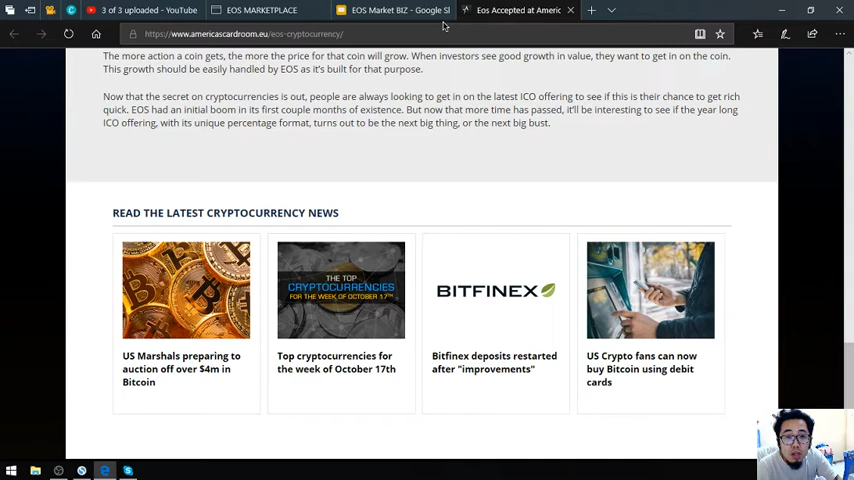 3 of 3 uploaded - YouTube
EOS MARKETPLACE
EOS Market BIZ - Google Sl
Eos Accepted at Americ
https://www.americascardroom.eu/eos-cryptocurrency/
The more action a coin gets, the more the price for that coin will grow. When investors see good growth in value, they want to get in on the coin.
This growth should be easily handled by EOS as it's built for that purpose.
Now that the secret on cryptocurrencies is out, people are always looking to get in on the latest ICO offering to see if this is their chance to get rich
quick. EOS had an initial boom in its first couple months of existence. But now that more time has passed, it'll be interesting to see if the year long
ICO offering, with its unique percentage format, turns out to be the next big thing, or the next big bust.
READ THE LATEST CRYPTOCURRENCY NEWS
THE TOP
CRYPTOCURRENCIES
FOR THE WEEK OF OCTOBER 17TH
BITFINEX
US Marshals preparing to
auction off over $4m in
Bitcoin
Top cryptocurrencies for
the week of October 17th
Bitfinex deposits restarted
after "improvements"
US Crypto fans can now
buy Bitcoin using debit
cards